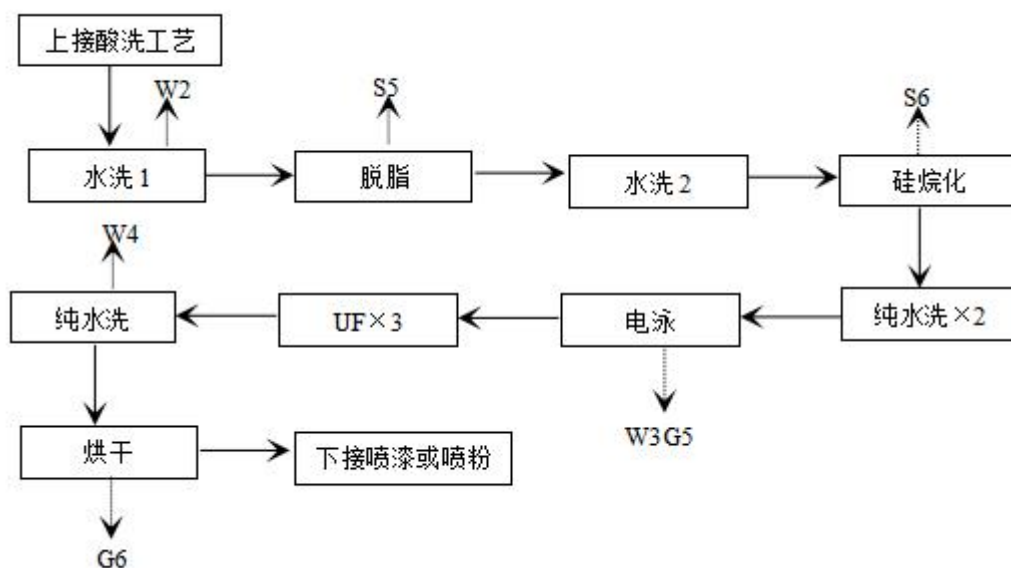 上接酸洗工艺
W2
S5
S6
水洗 1
脱脂
水洗 2
硅烷化
W4
纯水洗
UF×3
电泳
纯水洗×2
W3G5
烘干
下接喷漆或喷粉
G6